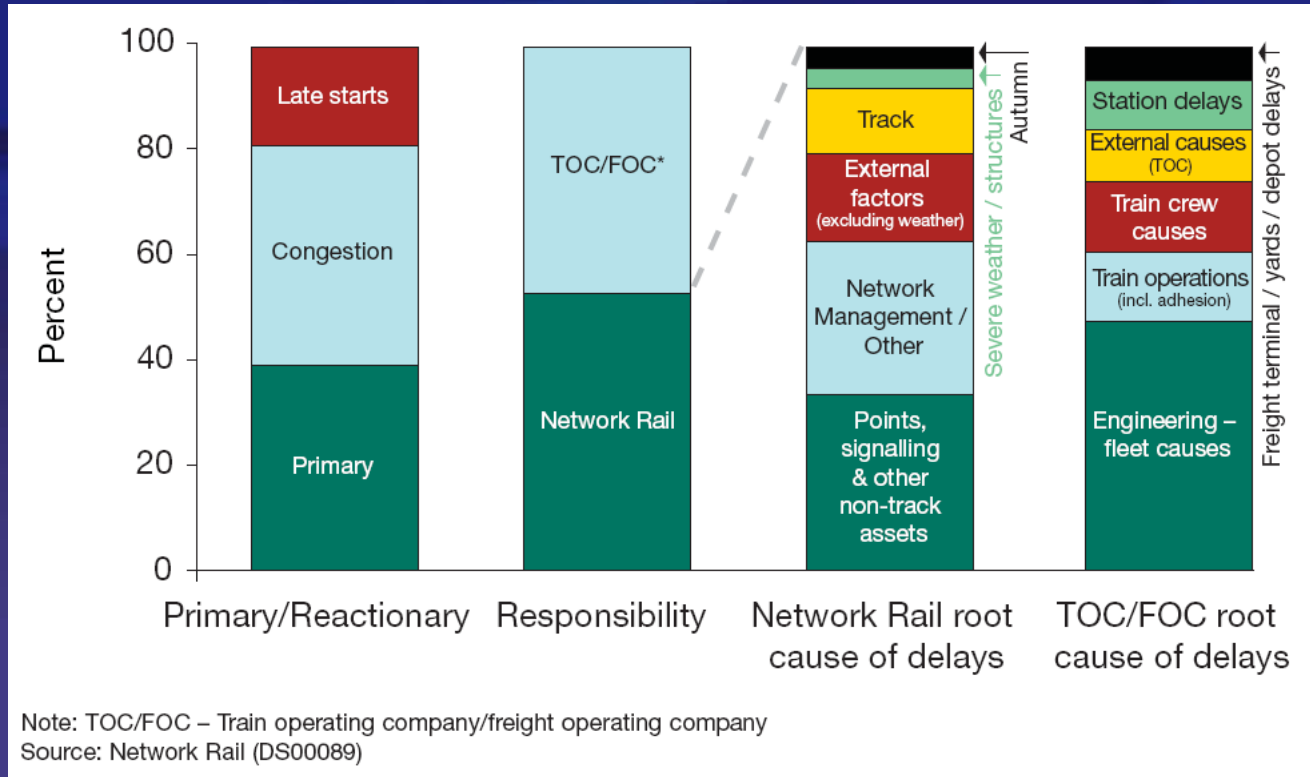 Percent
100
80
60
40
20
0
Late starts
Congestion
Primary
Primary/Reactionary
TOC/FOC*
Network Rail
Responsibility
Track
External
factors
(excluding weather)
Network
Management /
Other
Points,
signalling
& other
non-track
assets
Severe weather / structures
Autumn
Network Rail root
cause of delays
Station delays
External causes
(TOC)
Train crew
causes
Train operations
(incl. adhesion)
Engineering –
fleet causes
Freight terminal / yards / depot delays
TOC/FOC root
cause of delays
Note: TOC/FOC – Train operating company/freight operating company
Source: Network Rail (DS00089)